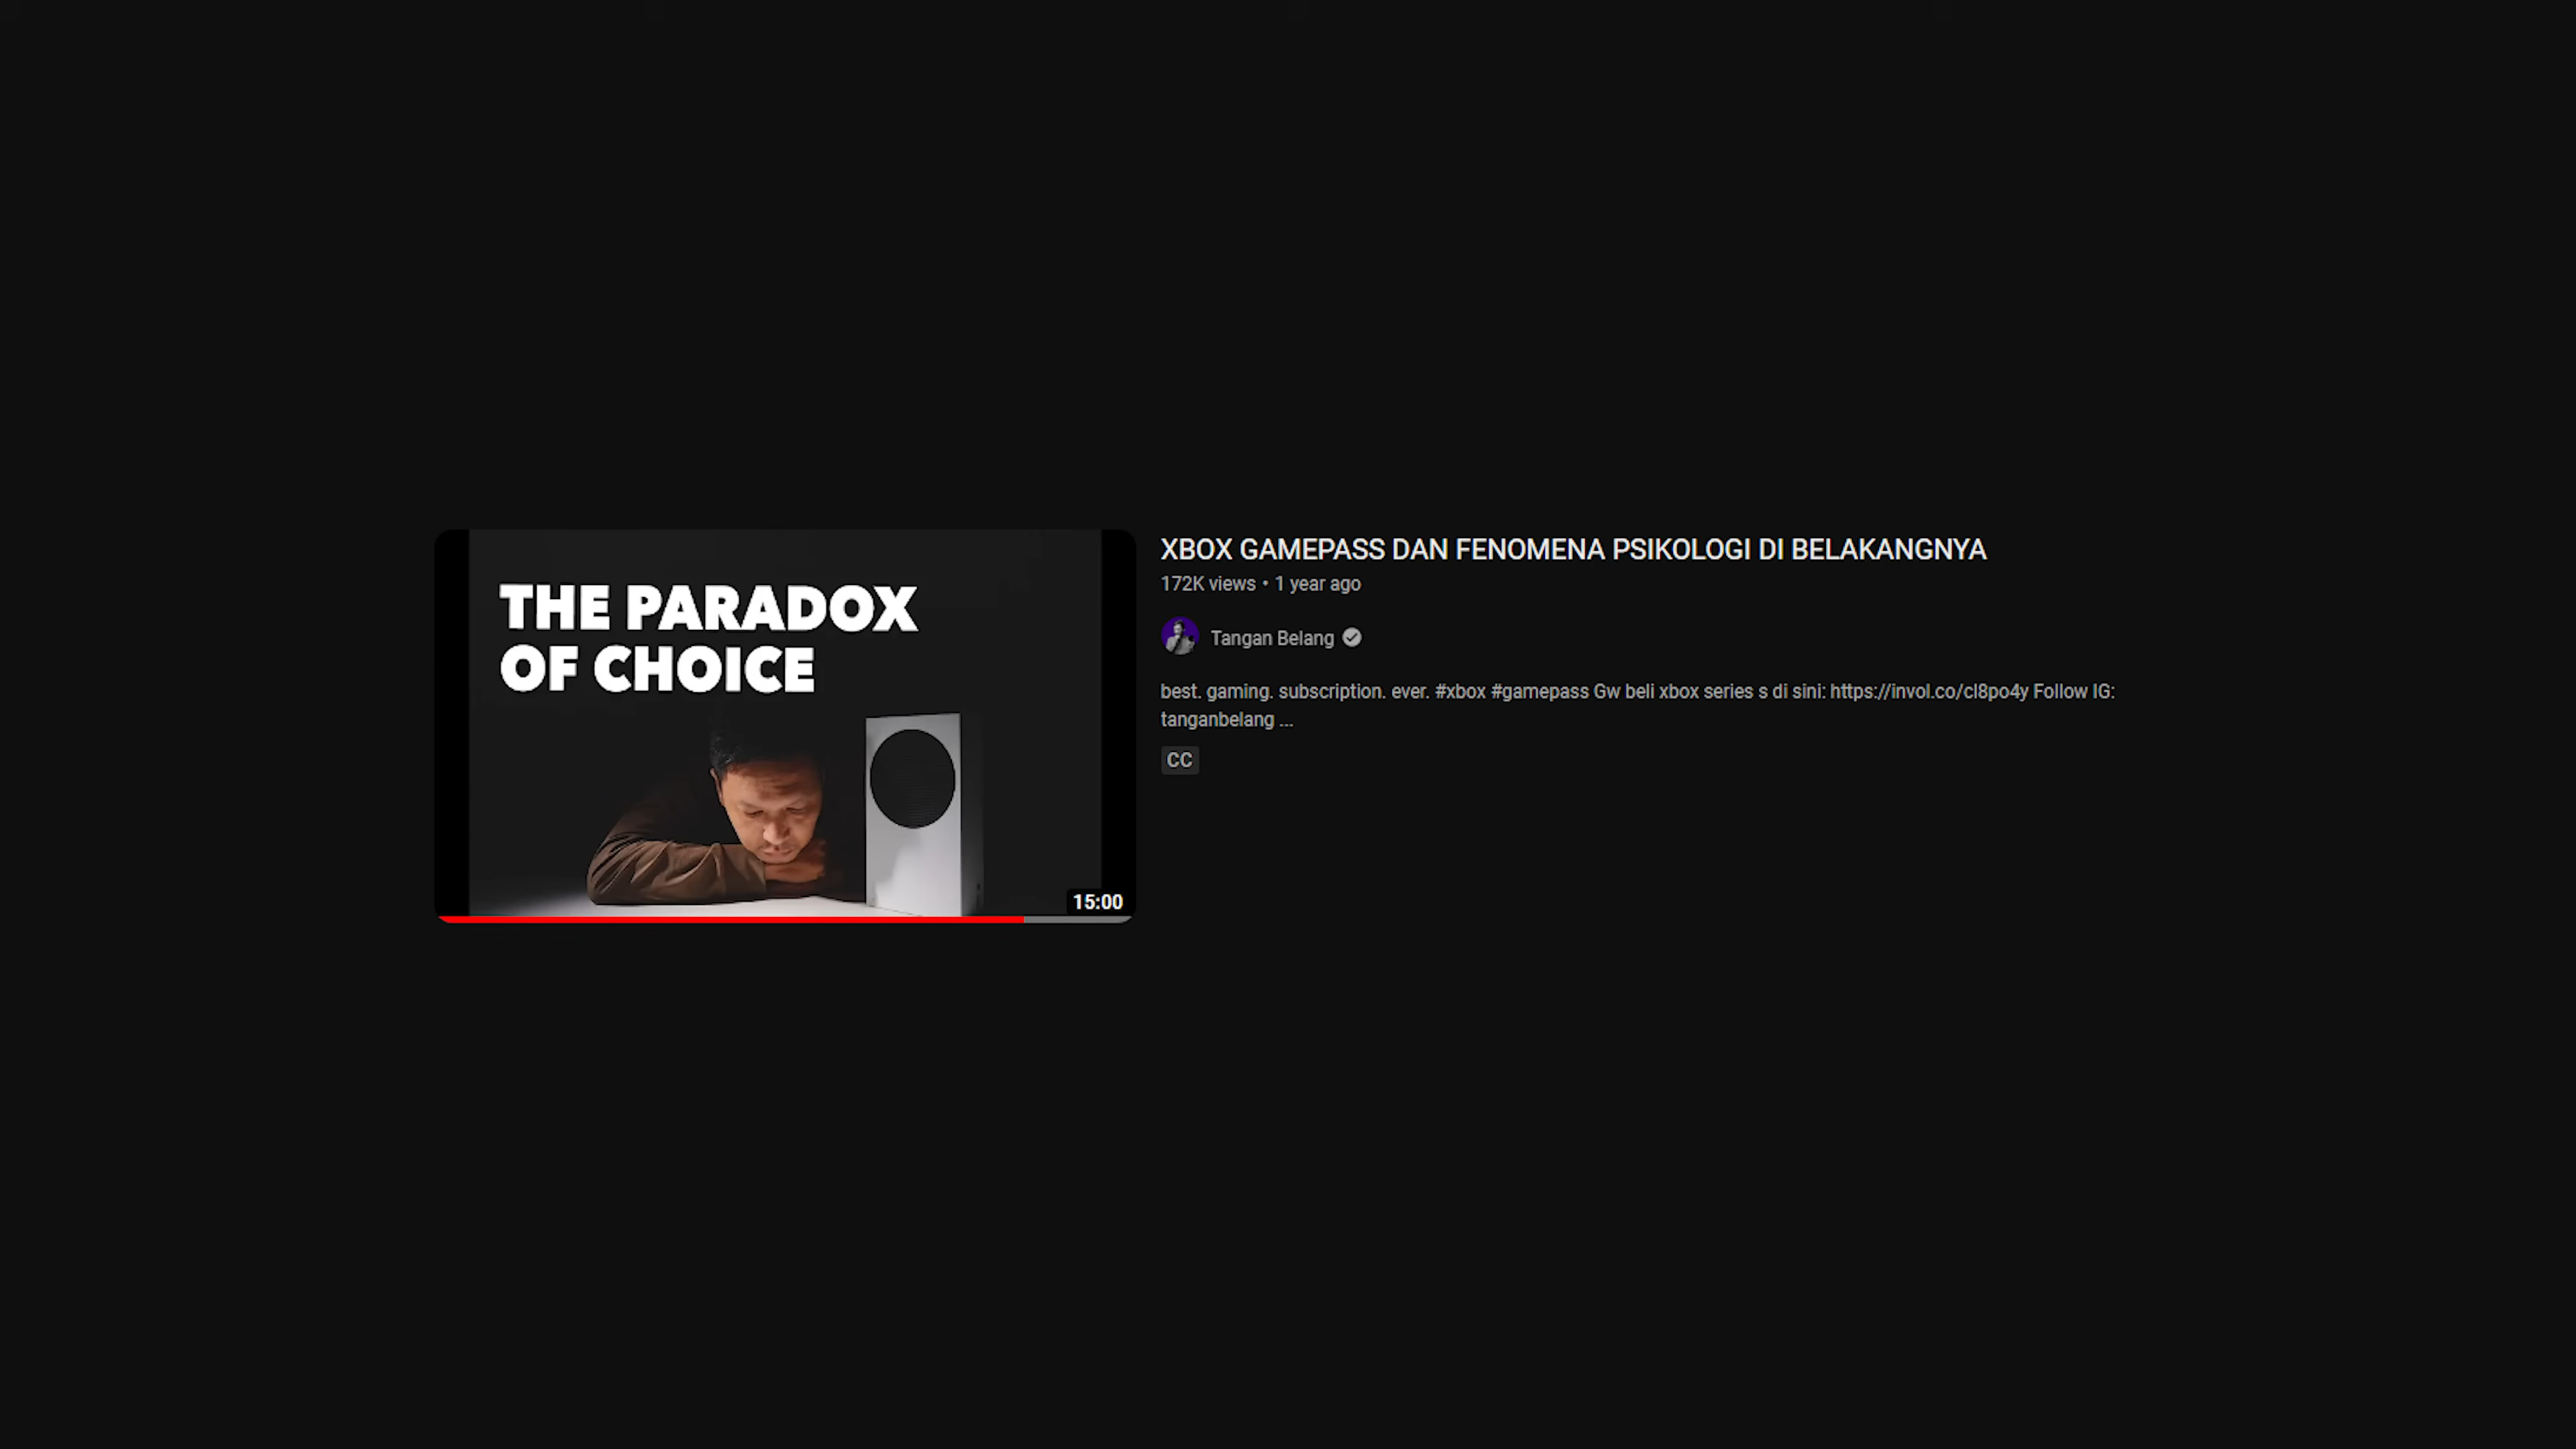 THE PARADOX
OF CHOICE
15:00
XBOX GAMEPASS DAN FENOMENA PSIKOLOGI DI BELAKANGNYA
172K views • 1 year ago
Tangan Belang
best. gaming. subscription. ever. #xbox #gamepass Gw beli xbox series s di sini: https://invol.co/cl8po4y Follow IG:
tanganbelang ...
CC